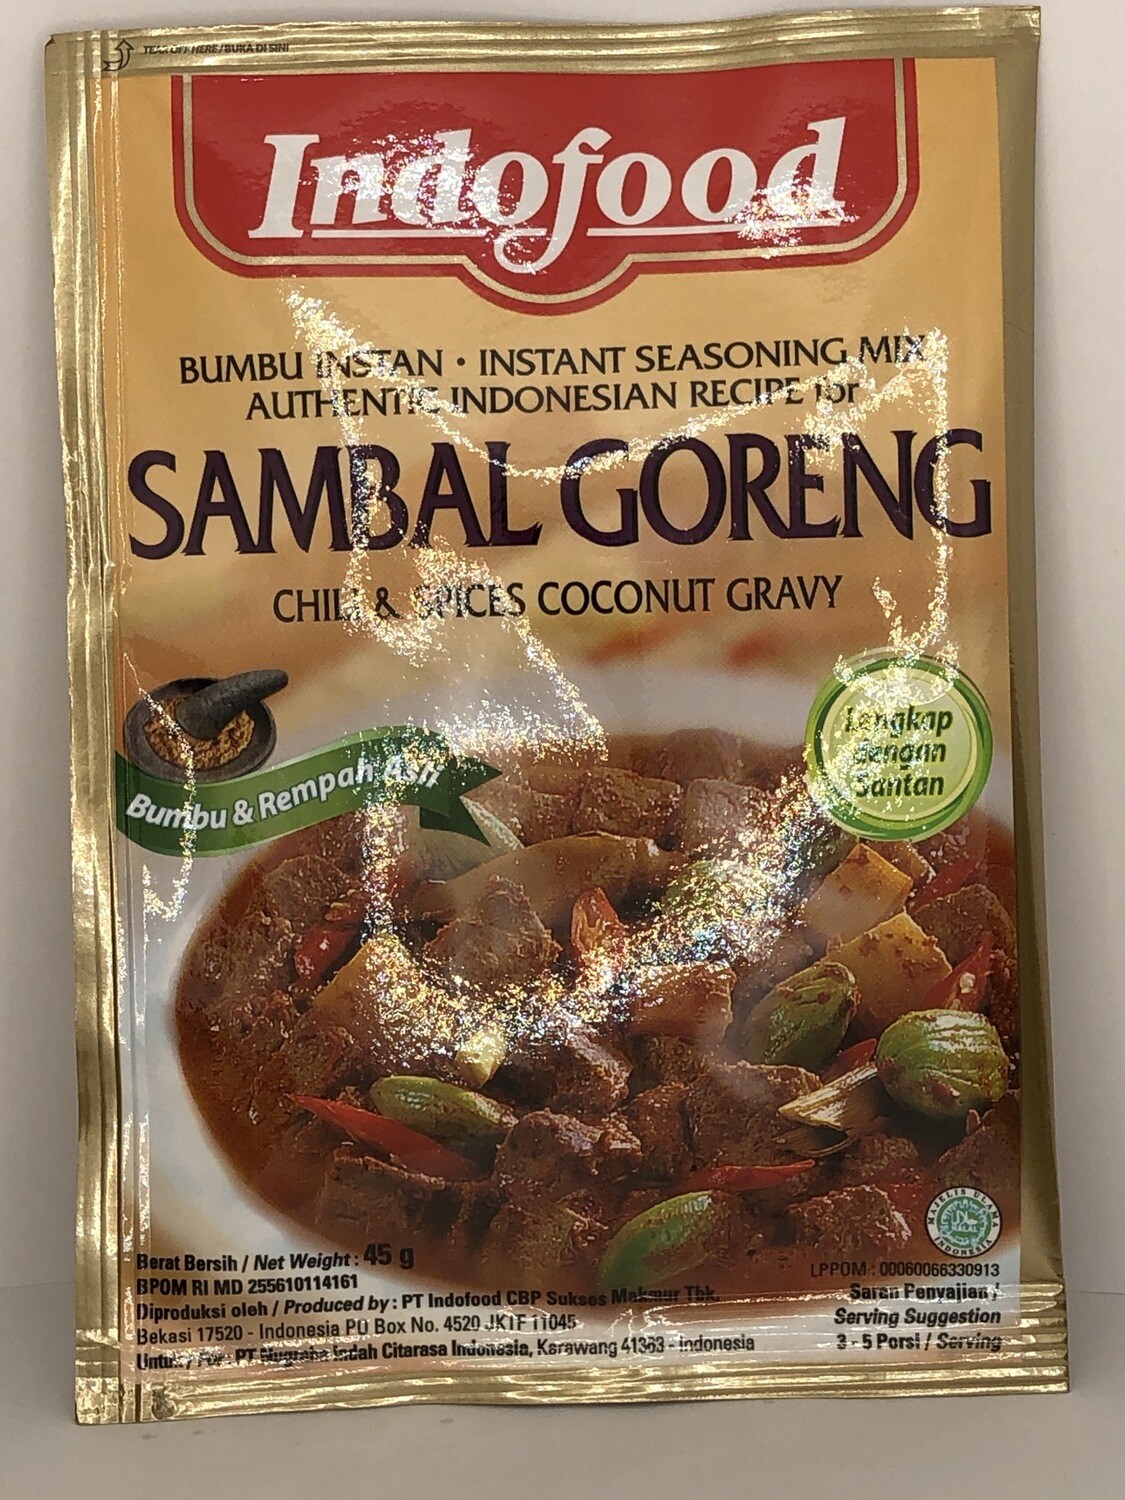 TEAR OFF HERE / BUKA DI SINI
Indofood
BUMBU INSTAN • INSTANT SEASONING MIX
AUTHENTIC INDONESIAN RECIPE for
SAMBAL GORENG
CHILI & SPICES COCONUT GRAVY
Lengkap
dengan
Santan
Bumbu & Rempah Asli
MAJELIS ULAMA
INDONESIA
Berat Bersih / Net Weight : 45 g
BPOM RI MD 255610114161
Diproduksi oleh / Produced by : PT Indofood CBP Sukses Makmur Tbk.
Bekasi 17520 - Indonesia PO Box No. 4520 JKTF 11045
Untuk / For : PT Nugraha Indah Citarasa Indonesia, Karawang 41363 - Indonesia
LPPOM : 00060066330913
Saran Penyajian /
Serving Suggestion
3 - 5 Porsi / Serving